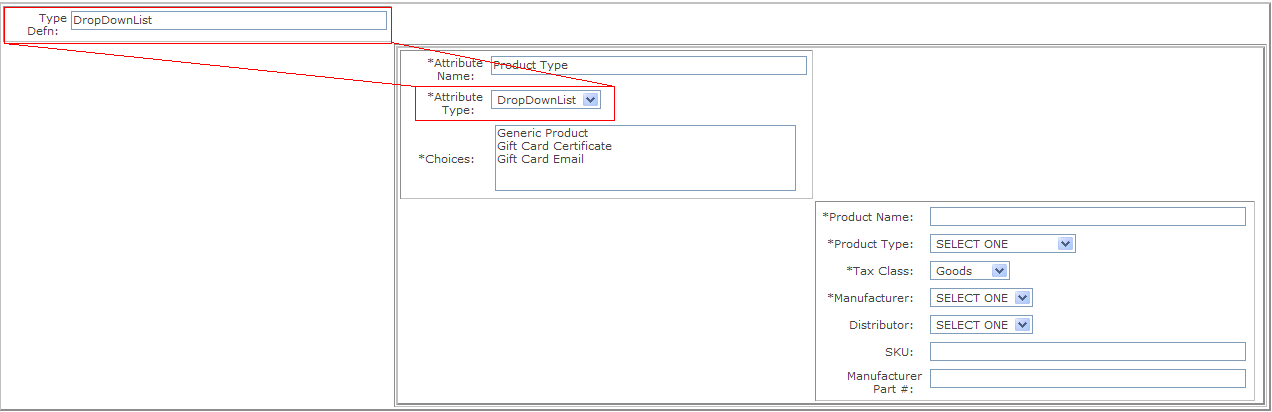 Type Defn: DropDownList
*Attribute Name: Product Type
*Attribute Type: DropDownList
*Choices:
Generic Product
Gift Card Certificate
Gift Card Email
*Product Name:
*Product Type: SELECT ONE
*Tax Class: Goods
*Manufacturer: SELECT ONE
Distributor: SELECT ONE
SKU:
Manufacturer Part #: